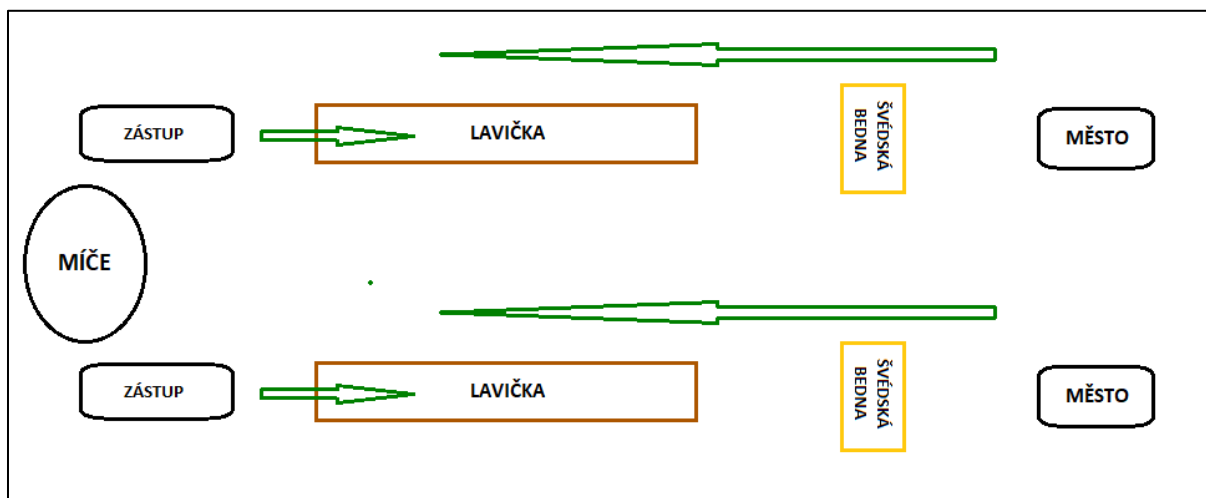 ZÁSTUP
LAVIČKA
ŠVÉDSKÁ
BEDNA
MĚSTO
MÍČE
ZÁSTUP
LAVIČKA
ŠVÉDSKÁ
BEDNA
MĚSTO